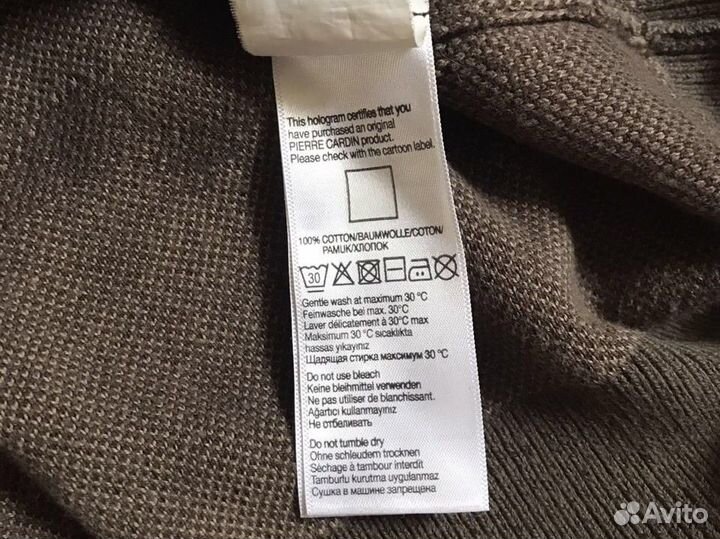 This hologram certifies that you
have purchased an original
PIERRE CARDIN product.
Please check with the cartoon label.
100% COTTON/BAUMWOLLE/COTON/
PAMUK/ХЛОПОК
30
Gentle wash at maximum 30 °C
Feinwasche bei max. 30°C
Laver délicatement à 30°C max
Maksimum 30 °C sıcaklıkta
hassas yıkayınız
Щадящая стирка максимум 30 °C
Do not use bleach
Keine bleihmittel verwenden
Ne pas utiliser de blanchissant.
Ağartıcı kullanmayınız
Не отбеливать
Do not tumble dry
Ohne schleudem trocknen
Séchage à tambour interdit
Tamburlu kurutma uygulanmaz
Сушка в машине запрещена
Avito